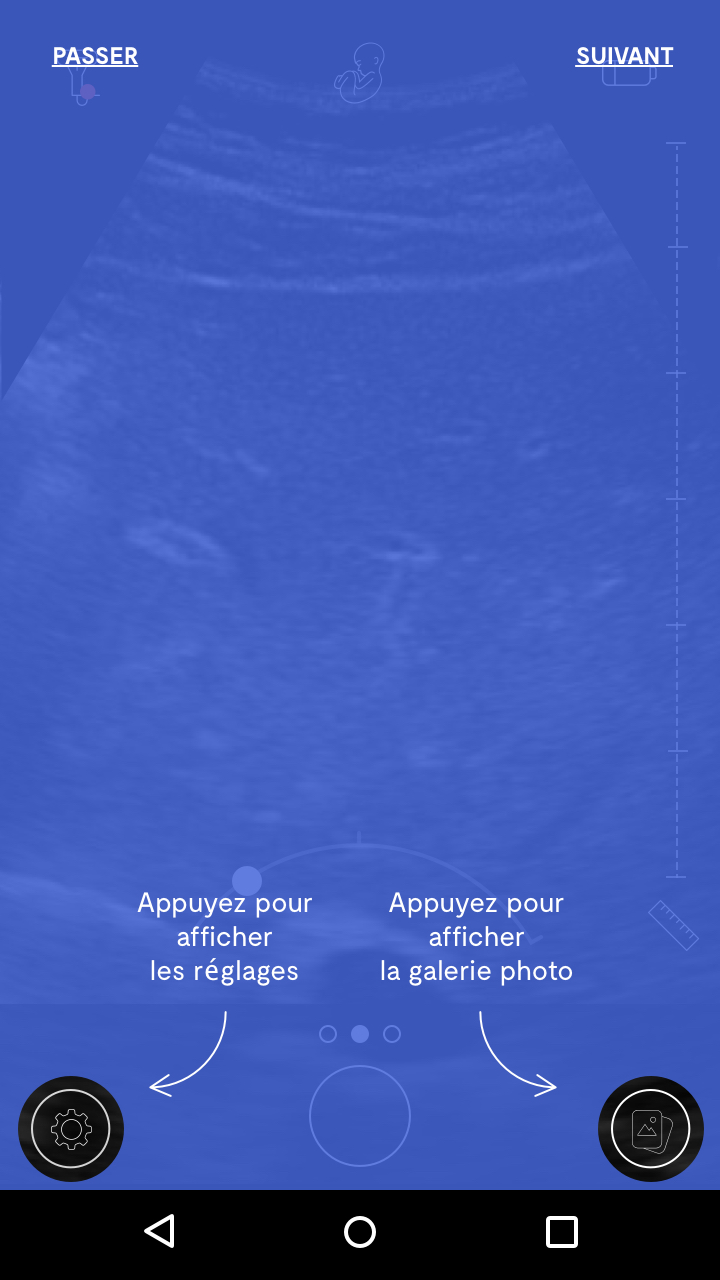 PASSER
SUIVANT
Appuyez pour
afficher
les réglages
Appuyez pour
afficher
la galerie photo